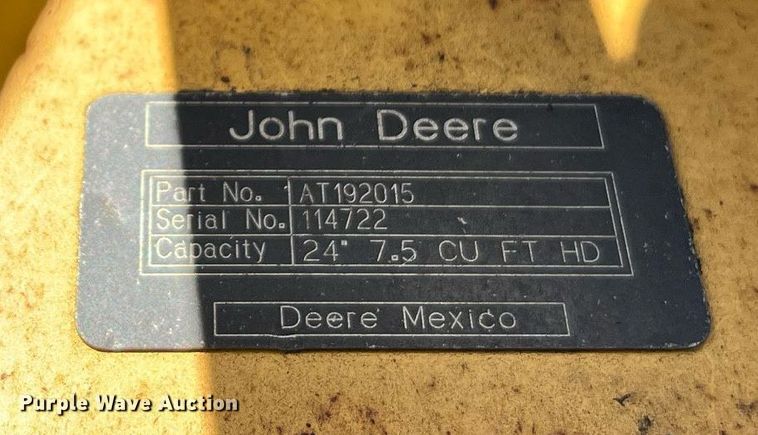 John Deere
Part No. AT192015
Serial No. 114722
Capacity 24" 7.5 CU FT HD
Deere Mexico
Purple Wave Auction